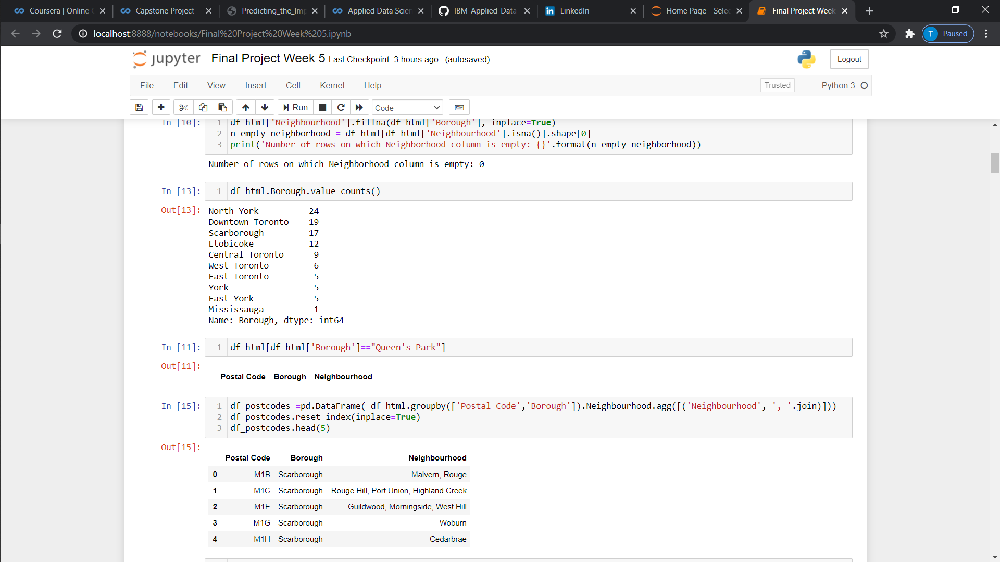 Coursera | Online
Capstone Project -
Predicting_the_Imp
Applied Data Scien
IBM-Applied-Data-
LinkedIn
Home Page - Selec
Final Project Week
localhost:8888/notebooks/Final%20Project%20Week%205.ipynb
T Paused
jupyter Final Project Week 5 Last Checkpoint: 3 hours ago (autosaved)
Logout
File Edit View Insert Cell Kernel Help
Trusted
Python 3
Run
Code
In [10]:
1 df_html['Neighbourhood'].fillna(df_html['Borough'], inplace=True)
2 n_empty_neighborhood = df_html[df_html['Neighbourhood'].isna()].shape[0]
3 print('Number of rows on which Neighborhood column is empty: {}'.format(n_empty_neighborhood))
Number of rows on which Neighborhood column is empty: 0
In [13]:
1 df_html.Borough.value_counts()
Out[13]:
North York 24
Downtown Toronto 19
Scarborough 17
Etobicoke 12
Central Toronto 9
West Toronto 6
East Toronto 5
York 5
East York 5
Mississauga 1
Name: Borough, dtype: int64
In [11]:
1 df_html[df_html['Borough']=="Queen's Park"]
Out[11]:
Postal Code Borough Neighbourhood
In [15]:
1 df_postcodes =pd.DataFrame( df_html.groupby(['Postal Code','Borough']).Neighbourhood.agg([('Neighbourhood', ', '.join)]))
2 df_postcodes.reset_index(inplace=True)
3 df_postcodes.head(5)
Out[15]:
Postal Code Borough Neighbourhood
0 M1B Scarborough Malvern, Rouge
1 M1C Scarborough Rouge Hill, Port Union, Highland Creek
2 M1E Scarborough Guildwood, Morningside, West Hill
3 M1G Scarborough Woburn
4 M1H Scarborough Cedarbrae